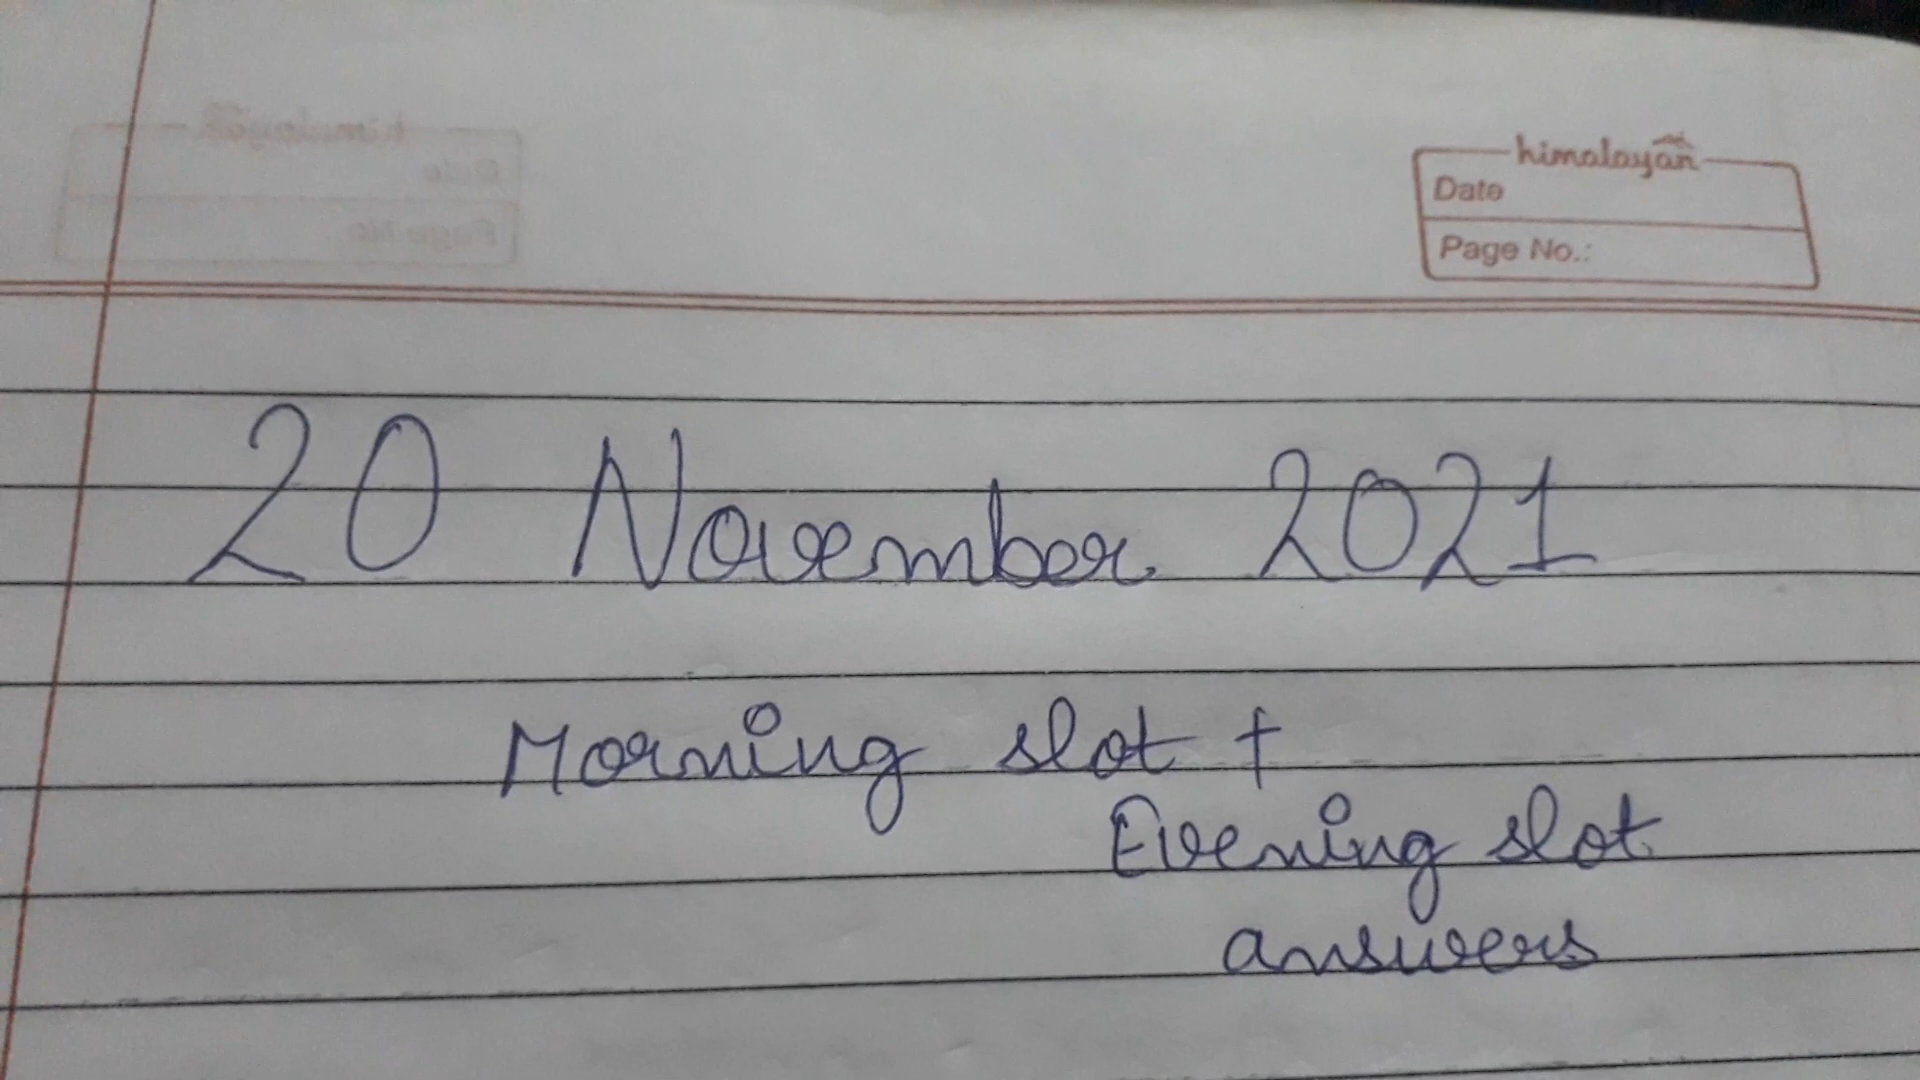 himalayan
Date
Page No.:
20 November 2021
Morning slot +
Evening slot
answers